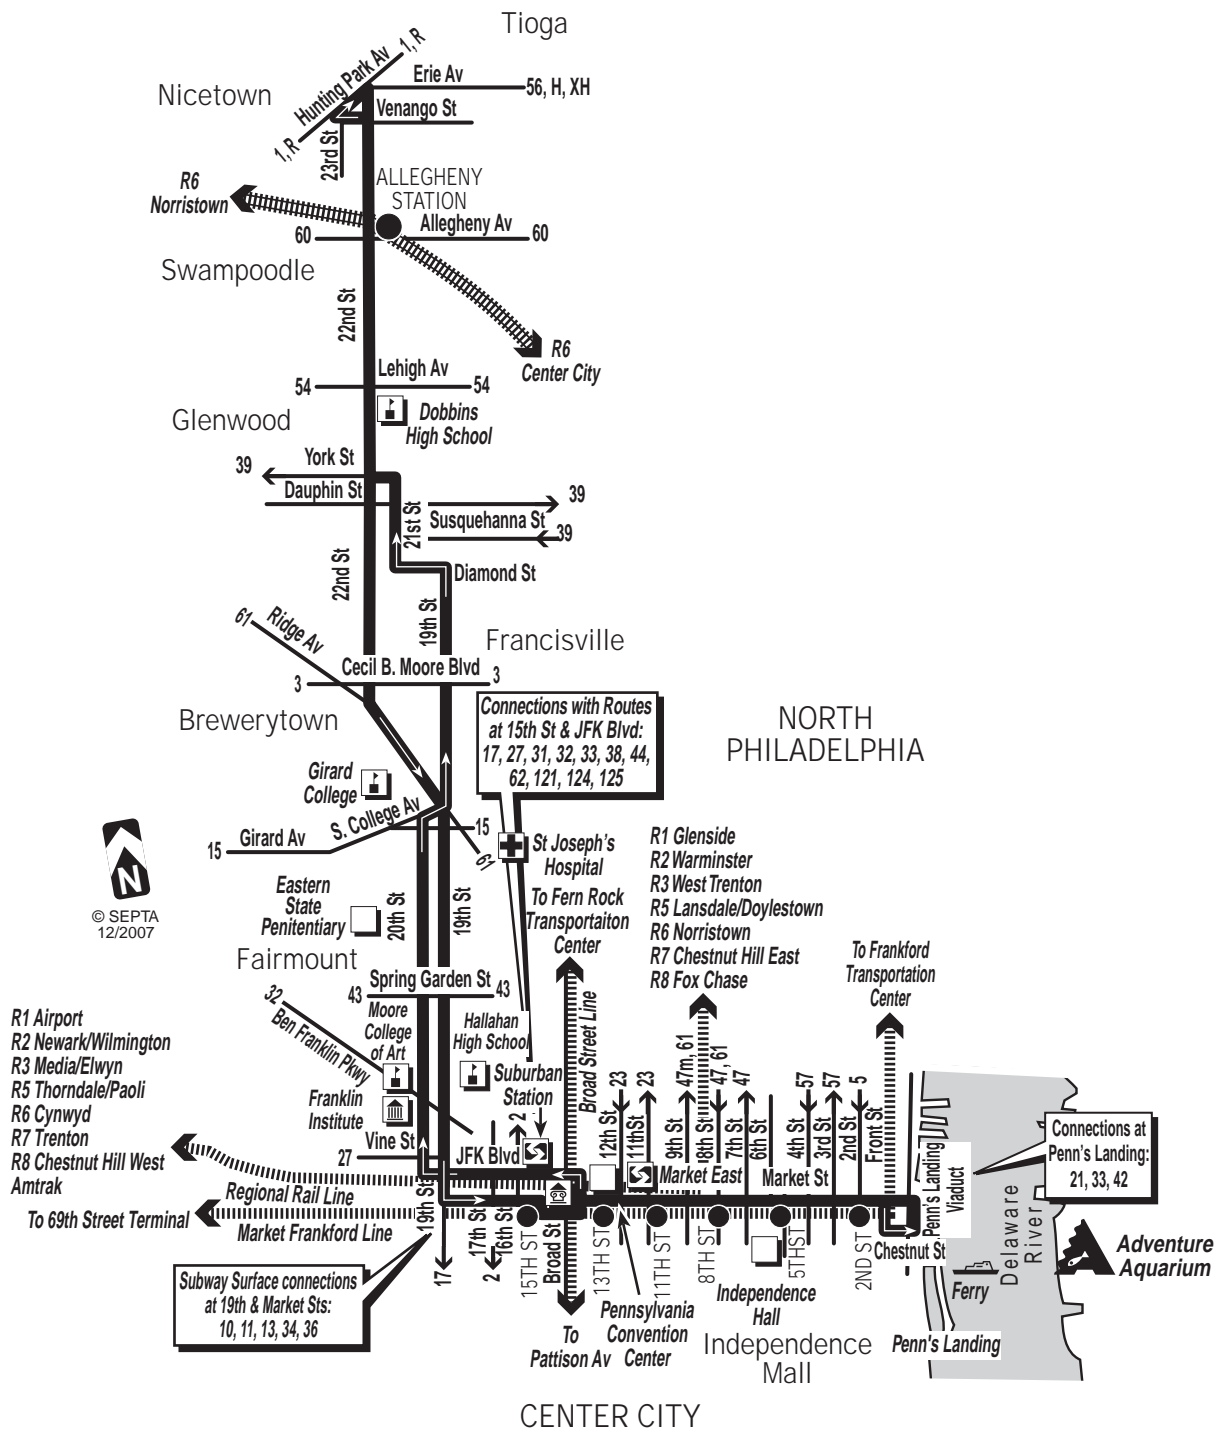 Tioga
1, R
Hunting Park Av
Erie Av
56, H, XH
Nicetown
Venango St
1, R
23rd St
ALLEGHENY
STATION
R6
Norristown
Allegheny Av
60
60
Swampoodle
22nd St
R6
Center City
Lehigh Av
54
54
Dobbins
High School
Glenwood
York St
39
Dauphin St
39
21st St
Susquehanna St
39
22nd St
Diamond St
19th St
61
Ridge Av
Francisville
Cecil B. Moore Blvd
3
3
Brewerytown
Connections with Routes
at 15th St & JFK Blvd:
17, 27, 31, 32, 33, 38, 44,
62, 121, 124, 125
NORTH
PHILADELPHIA
Girard
College
S. College Av
15
Girard Av
15
61
St Joseph's
Hospital
N
© SEPTA
12/2007
Eastern
State
Penitentiary
20th St
19th St
To Fern Rock
Transportaiton
Center
R1 Glenside
R2 Warminster
R3 West Trenton
R5 Lansdale/Doylestown
R6 Norristown
R7 Chestnut Hill East
R8 Fox Chase
To Frankford
Transportation
Center
Fairmount
Spring Garden St
43
43
32
Ben Franklin Pkwy
Moore
College
of Art
Hallahan
High School
Broad Street Line
R1 Airport
R2 Newark/Wilmington
R3 Media/Elwyn
R5 Thorndale/Paoli
R6 Cynwyd
R7 Trenton
R8 Chestnut Hill West
Amtrak
Franklin
Institute
Suburban
Station
2
23
23
47m, 61
47, 61
47
57
57
5
12th St
11thSt
9th St
8th St
7th St
6th St
4th St
3rd St
2nd St
Front St
Vine St
27
JFK Blvd
Market East
Market St
Penn's Landing
Viaduct
Connections at
Penn's Landing:
21, 33, 42
Regional Rail Line
To 69th Street Terminal
Market Frankford Line
19th St
17th St
16th St
15TH ST
Broad St
13TH ST
11TH ST
8TH ST
5THST
2ND ST
Chestnut St
Delaware
River
Adventure
Aquarium
Ferry
17
2
Subway Surface connections
at 19th & Market Sts:
10, 11, 13, 34, 36
To
Pattison Av
Pennsylvania
Convention
Center
Independence
Hall
Independence
Mall
Penn's Landing
CENTER CITY